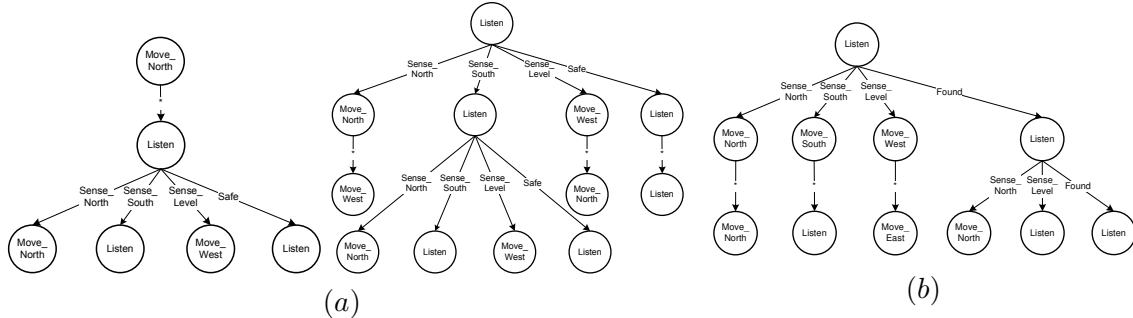 Move_
North
*
Listen
Sense_
North
Sense_
South
Sense_
Level
Safe
Move_
North
Listen
Move_
West
Listen
Listen
Sense_
North
Sense_
South
Sense_
Level
Safe
Move_
North
Listen
Move_
West
Listen
*
*
*
Move_
West
Sense_
North
Sense_
South
Sense_
Level
Safe
Move_
North
Listen
Move_
North
Listen
Move_
West
Listen
(a)
Listen
Sense_
North
Sense_
South
Sense_
Level
Found
Move_
North
Move_
South
Move_
West
Listen
*
*
*
Sense_
North
Sense_
Level
Found
Move_
North
Listen
Move_
East
Move_
North
Listen
Listen
(b)